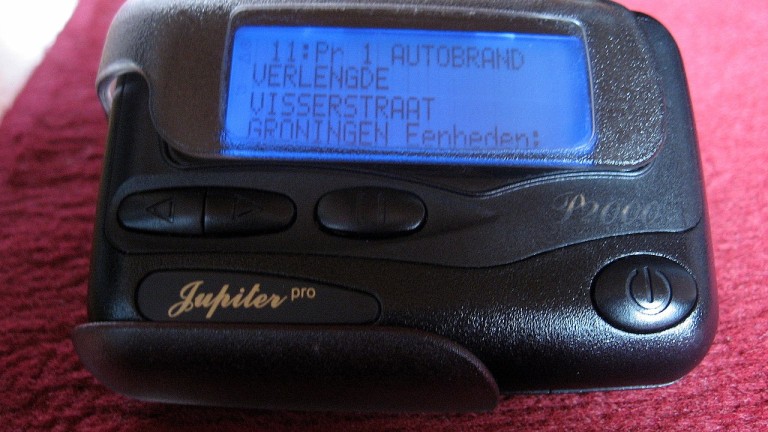 11:Pr 1 AUTOBRAND
VERLENGDE
VISSERSTRAAT
GRONINGEN Eenheden:
P2000
Jupiter pro